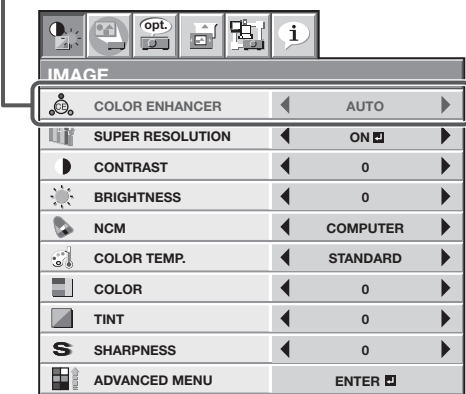 opt.
i
IMAGE
CE
COLOR ENHANCER AUTO
SUPER RESOLUTION ON
CONTRAST 0
BRIGHTNESS 0
NCM COMPUTER
COLOR TEMP. STANDARD
COLOR 0
TINT 0
S SHARPNESS 0
ADVANCED MENU ENTER